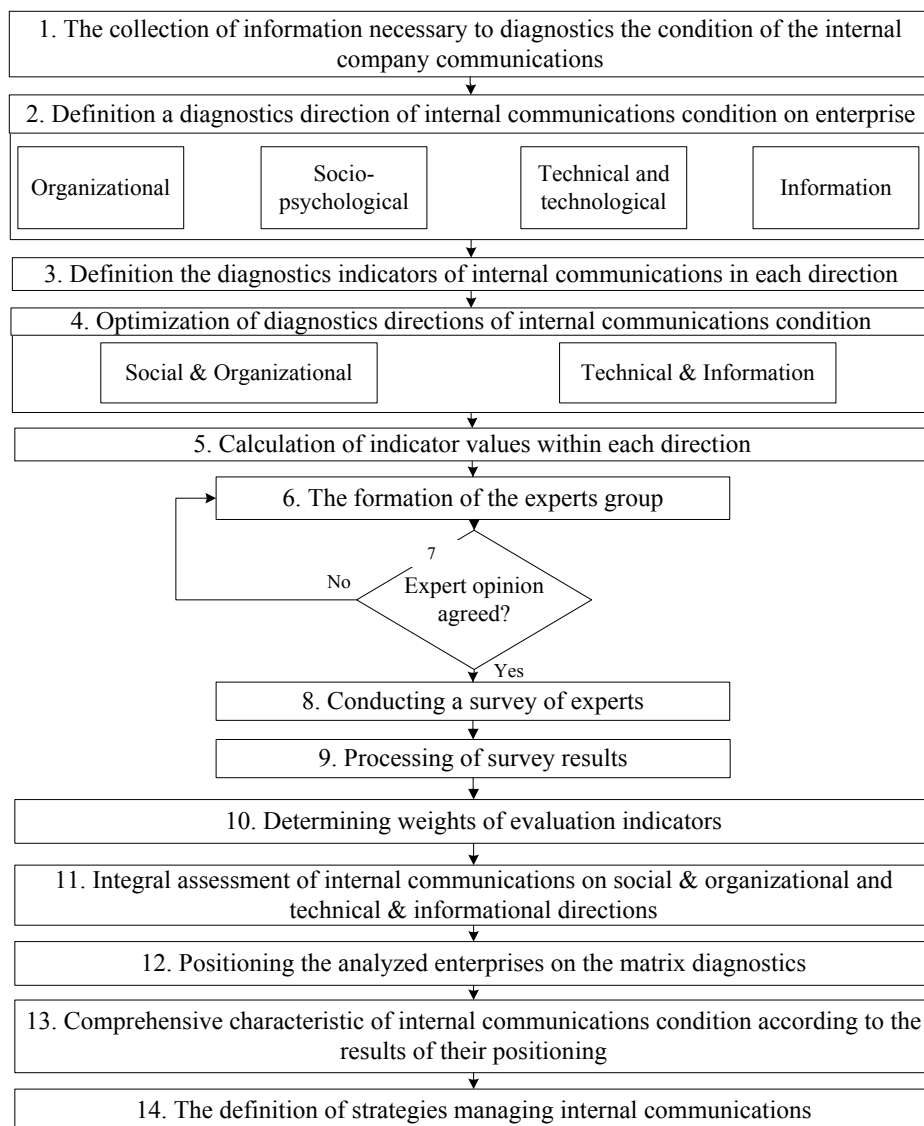 1. The collection of information necessary to diagnostics the condition of the internal
company communications
2. Definition a diagnostics direction of internal communications condition on enterprise
Organizational
Socio-
psychological
Technical and
technological
Information
3. Definition the diagnostics indicators of internal communications in each direction
4. Optimization of diagnostics directions of internal communications condition
Social & Organizational
Technical & Information
5. Calculation of indicator values within each direction
6. The formation of the experts group
7
No
Expert opinion
agreed?
Yes
8. Conducting a survey of experts
9. Processing of survey results
10. Determining weights of evaluation indicators
11. Integral assessment of internal communications on social & organizational and
technical & informational directions
12. Positioning the analyzed enterprises on the matrix diagnostics
13. Comprehensive characteristic of internal communications condition according to the
results of their positioning
14. The definition of strategies managing internal communications